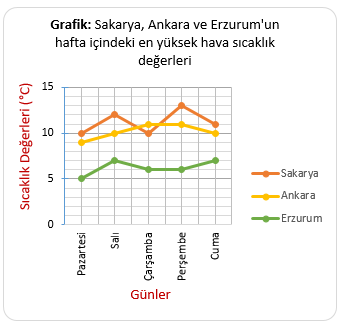 Grafik: Sakarya, Ankara ve Erzurum'un
hafta içindeki en yüksek hava sıcaklık
değerleri
Sıcaklık Değerleri (°C)
15
10
5
0
Pazartesi
Salı
Çarşamba
Perşembe
Cuma
Günler
Sakarya
Ankara
Erzurum